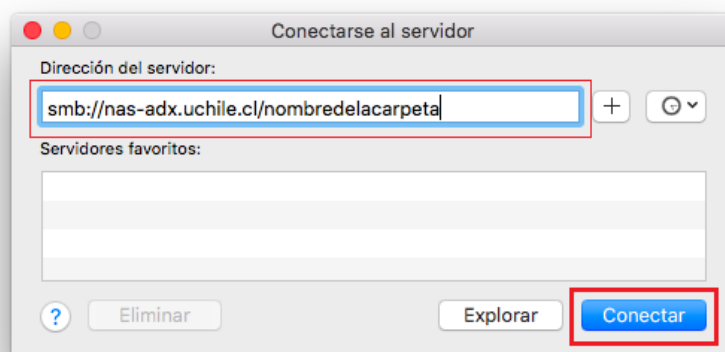 Conectarse al servidor
Dirección del servidor:
smb://nas-adx.uchile.cl/nombredelacarpeta
Servidores favoritos:
? Eliminar Explorar Conectar